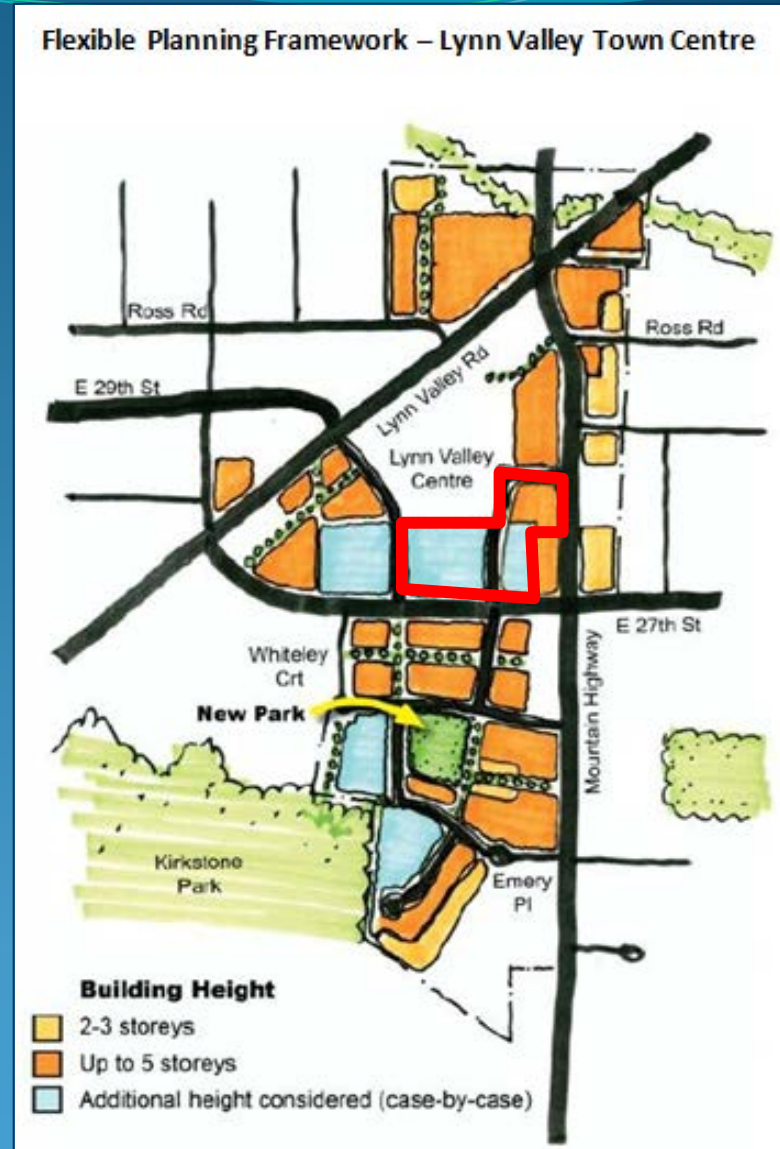 Flexible Planning Framework – Lynn Valley Town Centre
Ross Rd
Ross Rd
E 29th St
Lynn Valley Rd
Lynn Valley
Centre
E 27th St
Whiteley
Crt
New Park
Mountain Highway
Kirkstone
Park
Emery
Pl
Building Height
2-3 storeys
Up to 5 storeys
Additional height considered (case-by-case)